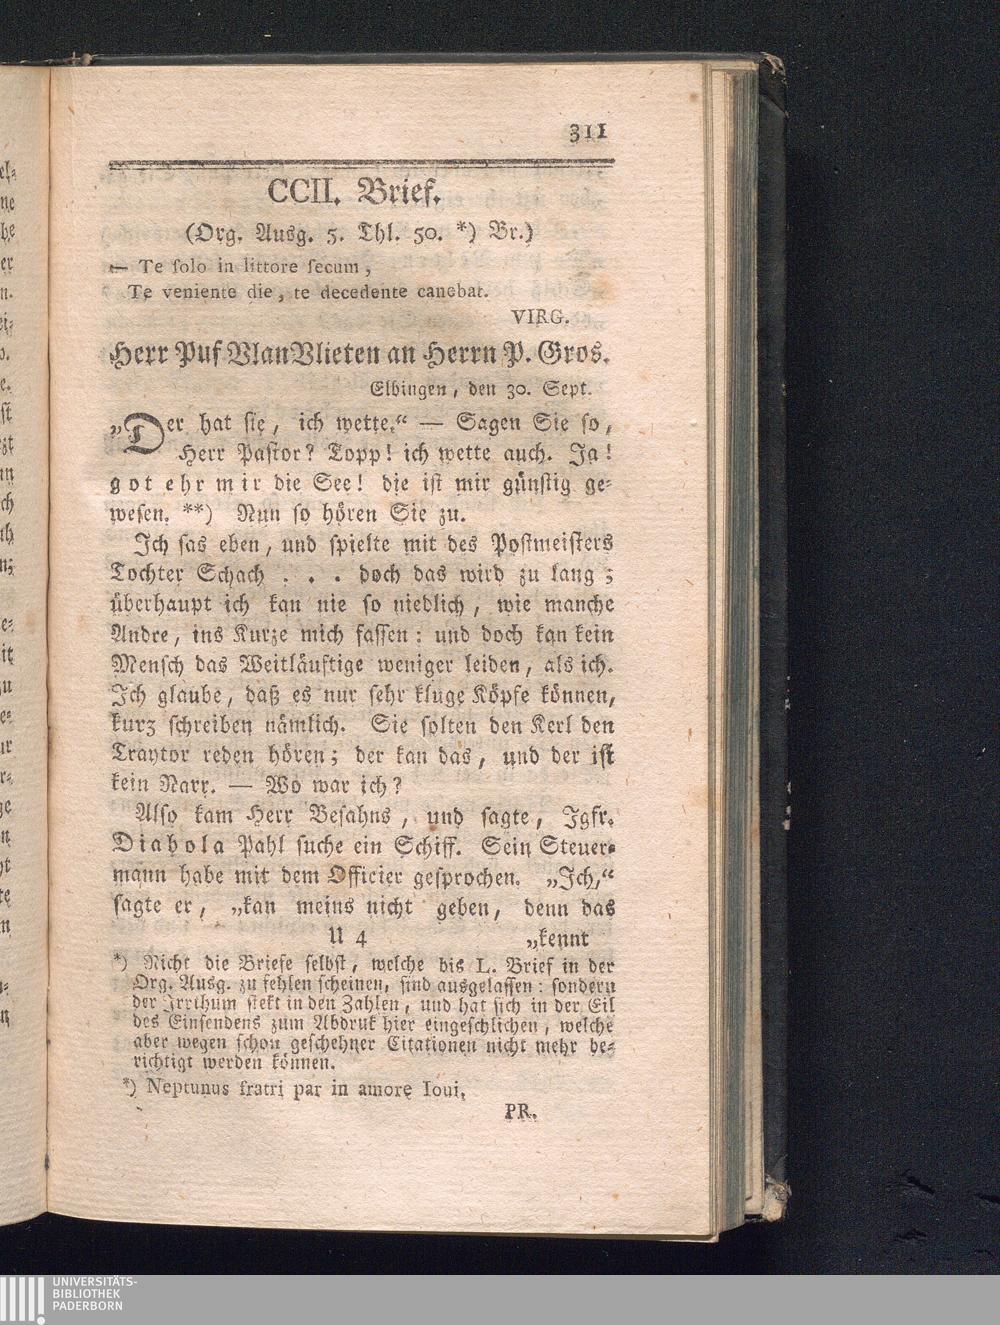 311
CCII. Brief.
(Org. Ausg. 5. Thl. 50. *) Br.)
— Te solo in littore secum,
Te veniente die, te decedente canebat.
VIRG.
Herr Puf VlanVlieten an Herrn P. Gros.
Elbingen, den 30. Sept.
„Der hat sie, ich wette.“ — Sagen Sie so,
Herr Pastor? Topp! ich wette auch. Ja!
got ehr mir die See! die ist mir günstig ge-
wesen. **) Nun so hören Sie zu.
Ich sas eben, und spielte mit des Postmeisters
Tochter Schach . . . doch das wird zu lang;
überhaupt ich kan nie so niedlich, wie manche
Andre, ins Kurze mich fassen: und doch kan kein
Mensch das Weitläuftige weniger leiden, als ich.
Ich glaube, daß es nur sehr kluge Köpfe können,
kurz schreiben nämlich. Sie solten den Kerl den
Traytor reden hören; der kan das, und der ist
kein Narr. — Wo war ich?
Also kam Herr Besahns, und sagte, Jgfr.
Diabola Pahl suche ein Schiff. Sein Steuer-
mann habe mit dem Officier gesprochen. „Ich,“
sagte er, „kan meins nicht geben, denn das
U 4 „kennt
*) Nicht die Briefe selbst, welche bis L. Brief in der
Org. Ausg. zu fehlen scheinen, sind ausgelassen: sondern
der Irrthum stekt in den Zahlen, und hat sich in der Eil
des Einsendens zum Abdruk hier eingeschlichen, welche
aber wegen schon geschehner Citationen nicht mehr be-
richtigt werden können.
*) Neptunus fratri par in amore Ioui.
PR.
UNIVERSITÄTS-
BIBLIOTHEK
PADERBORN